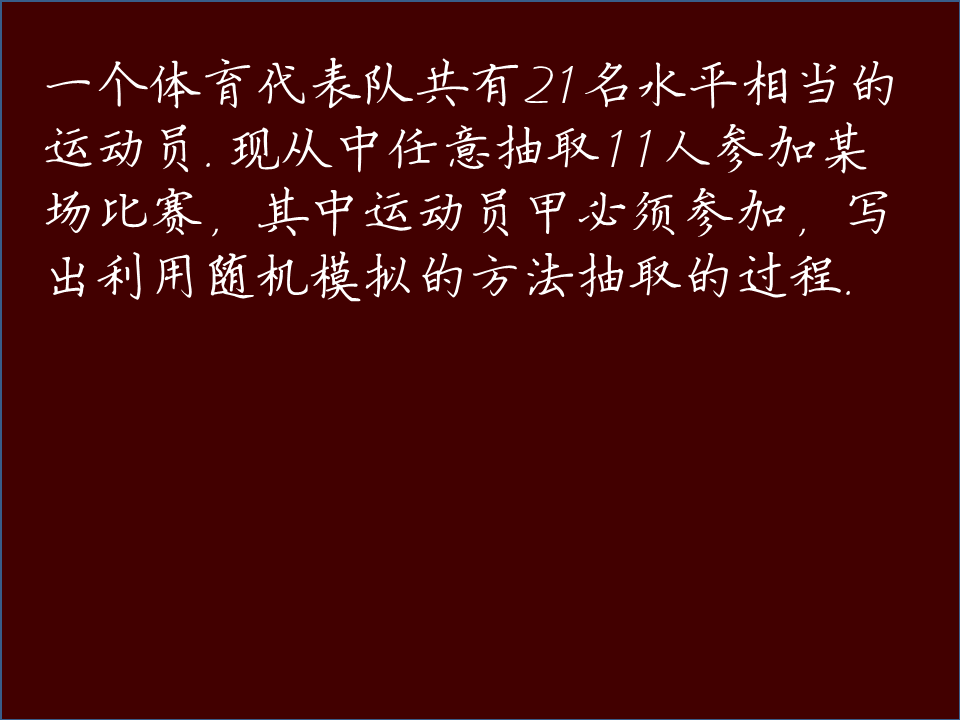 一个体育代表队共有21名水平相当的
运动员. 现从中任意抽取11人参加某
场比赛，其中运动员甲必须参加，写
出利用随机模拟的方法抽取的过程.